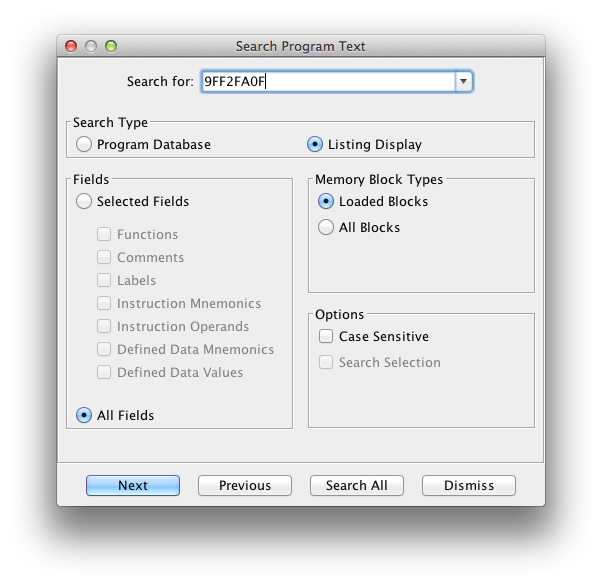 Search Program Text
Search for: 9FF2FA0F
Search Type
Program Database
Listing Display
Fields
Selected Fields
Functions
Comments
Labels
Instruction Mnemonics
Instruction Operands
Defined Data Mnemonics
Defined Data Values
All Fields
Memory Block Types
Loaded Blocks
All Blocks
Options
Case Sensitive
Search Selection
Next Previous Search All Dismiss